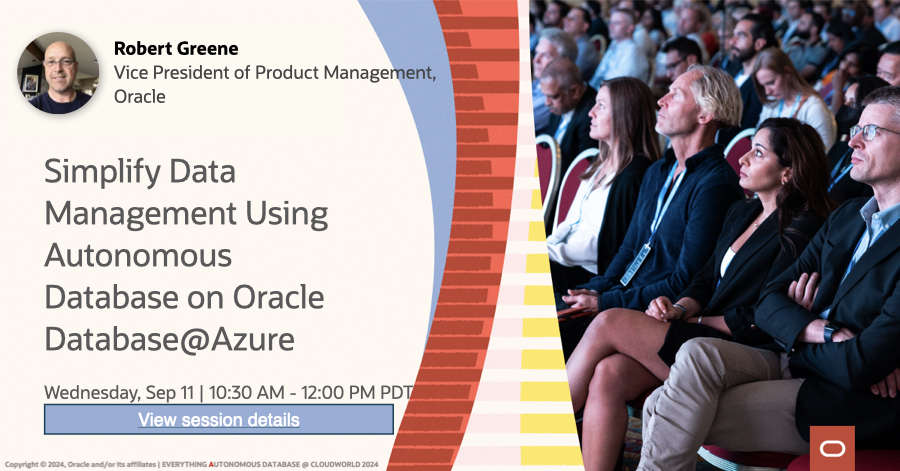 Robert Greene
Vice President of Product Management,
Oracle
Simplify Data
Management Using
Autonomous
Database on Oracle
Database@Azure
Wednesday, Sep 11 | 10:30 AM - 12:00 PM PDT
View session details
Copyright © 2024, Oracle and/or its affiliates | EVERYTHING AUTONOMOUS DATABASE @ CLOUDWORLD 2024